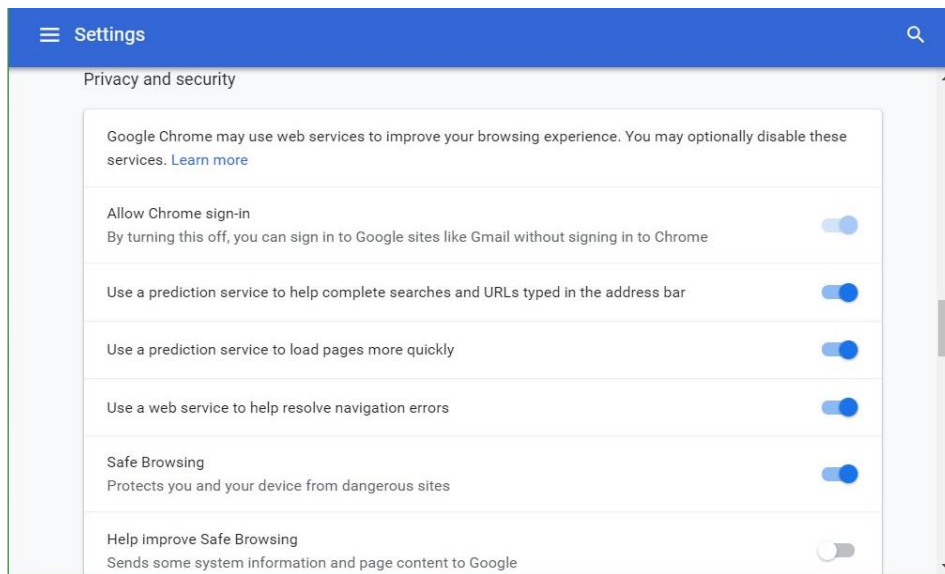 Settings
Privacy and security
Google Chrome may use web services to improve your browsing experience. You may optionally disable these
services. Learn more
Allow Chrome sign-in
By turning this off, you can sign in to Google sites like Gmail without signing in to Chrome
Use a prediction service to help complete searches and URLs typed in the address bar
Use a prediction service to load pages more quickly
Use a web service to help resolve navigation errors
Safe Browsing
Protects you and your device from dangerous sites
Help improve Safe Browsing
Sends some system information and page content to Google